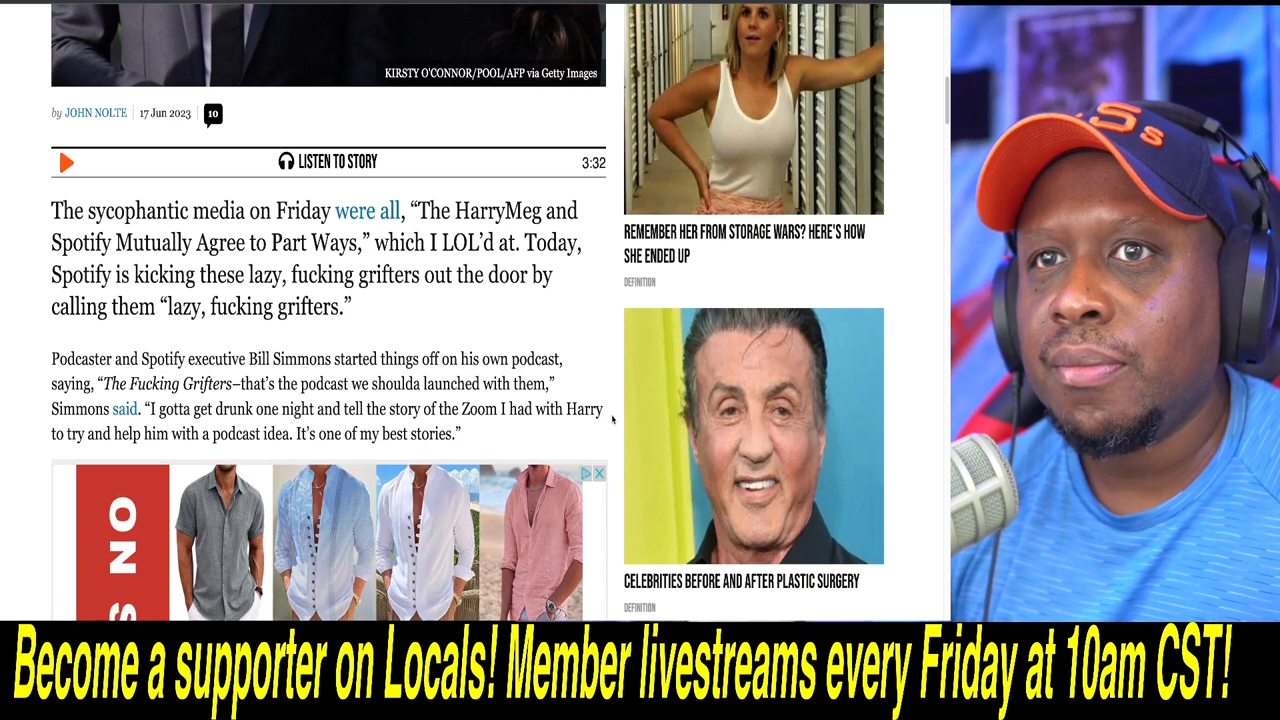 KIRSTY O'CONNOR/POOL/AFP via Getty Images
by JOHN NOLTE 17 Jun 2023 10
LISTEN TO STORY 3:32
The sycophantic media on Friday were all, “The HarryMeg and
Spotify Mutually Agree to Part Ways,” which I LOL’d at. Today,
Spotify is kicking these lazy, fucking grifters out the door by
calling them “lazy, fucking grifters.”
Podcaster and Spotify executive Bill Simmons started things off on his own podcast,
saying, “The Fucking Grifters–that’s the podcast we shoulda launched with them,”
Simmons said. “I gotta get drunk one night and tell the story of the Zoom I had with Harry
to try and help him with a podcast idea. It’s one of my best stories.”
S NO
REMEMBER HER FROM STORAGE WARS? HERE'S HOW
SHE ENDED UP
DEFINITION
CELEBRITIES BEFORE AND AFTER PLASTIC SURGERY
DEFINITION
Become a supporter on Locals! Member livestreams every Friday at 10am CST!